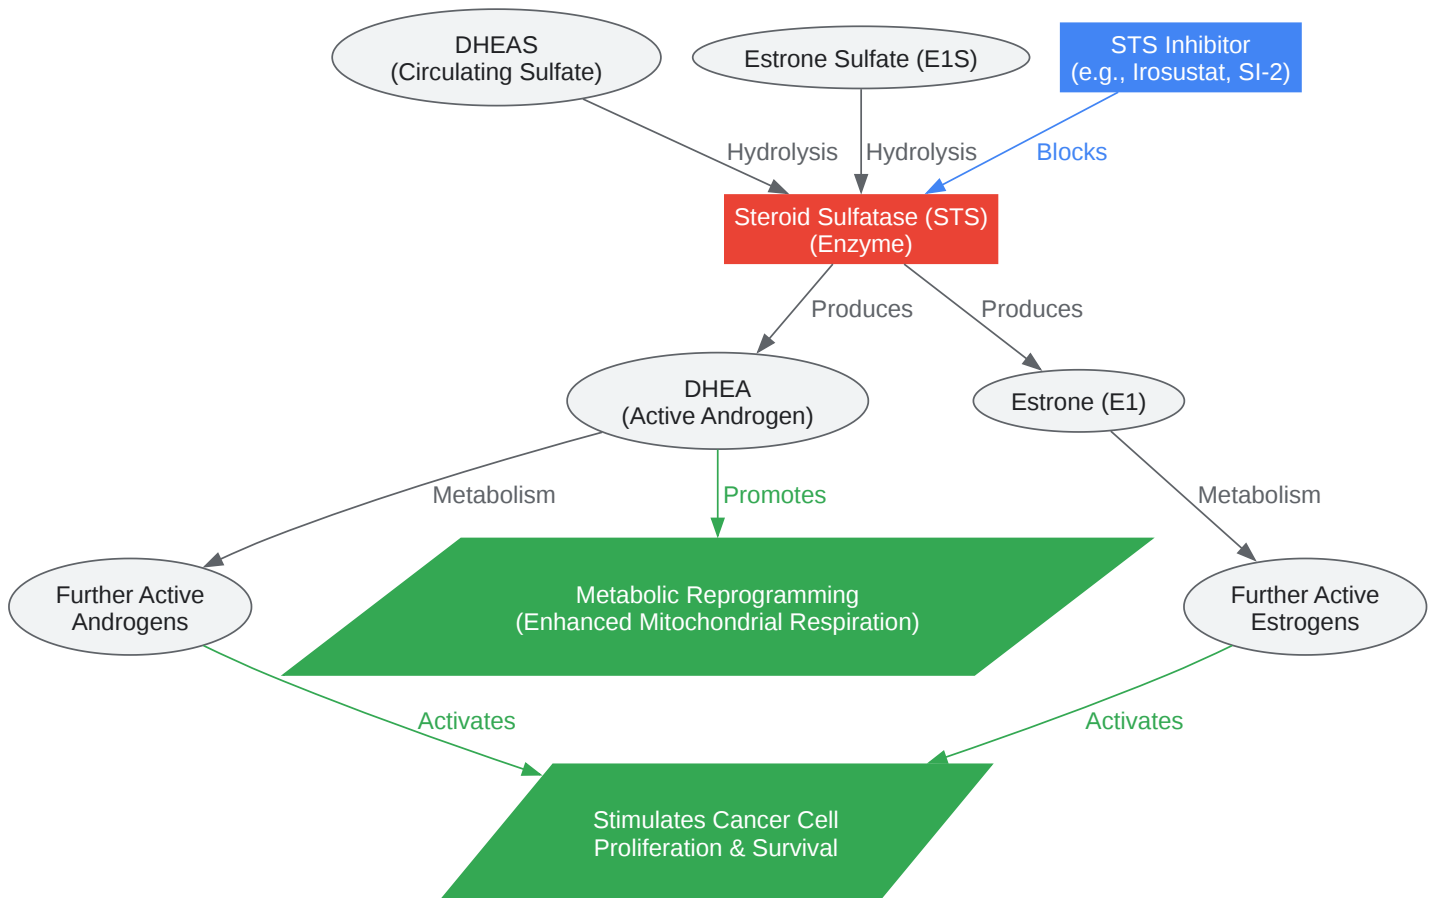 DHEAS
(Circulating Sulfate)
Estrone Sulfate (E1S)
STS Inhibitor
(e.g., Irosustat, SI-2)
Hydrolysis
Hydrolysis
Blocks
Steroid Sulfatase (STS)
(Enzyme)
Produces
Produces
DHEA
(Active Androgen)
Estrone (E1)
Metabolism
Promotes
Metabolism
Further Active
Androgens
Metabolic Reprogramming
(Enhanced Mitochondrial Respiration)
Further Active
Estrogens
Activates
Activates
Stimulates Cancer Cell
Proliferation & Survival